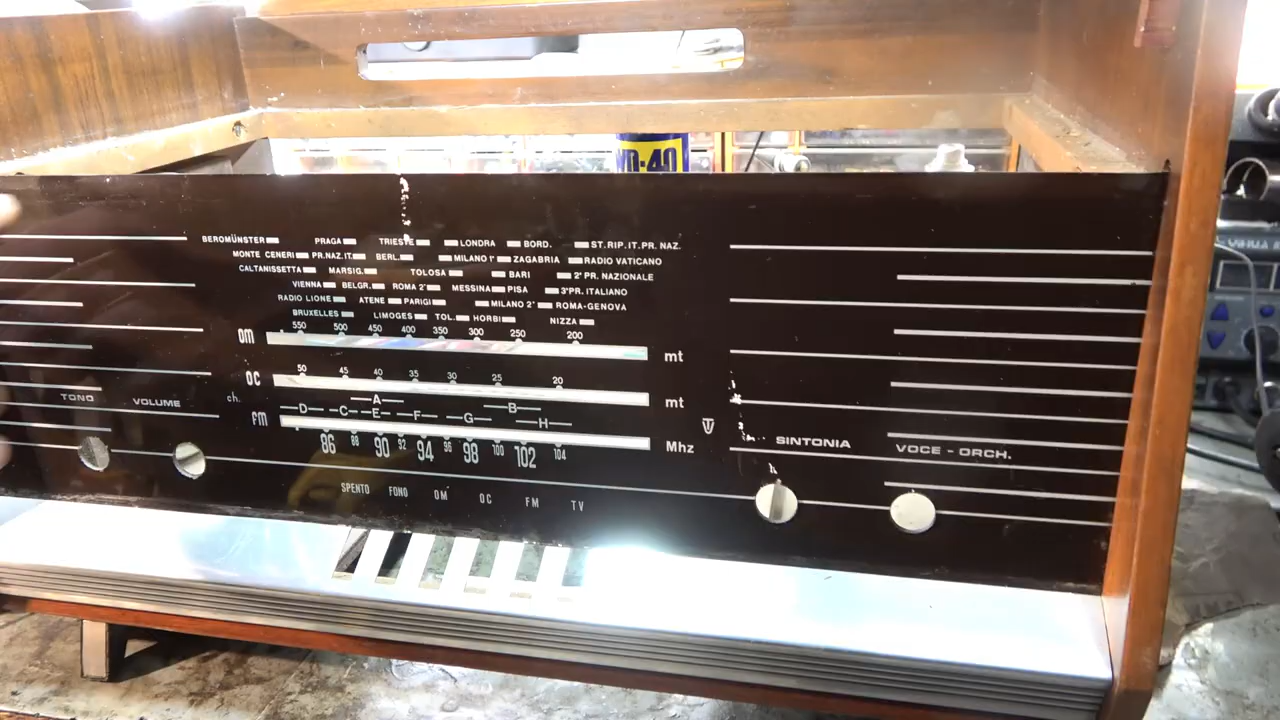 WD-40
BEROMÜNSTER PRAGA TRIESTE LONDRA BORD. ST.RIP.IT.PR. NAZ.
MONTE CENERI PR.NAZ.IT. BERL. MILANO 1° ZAGABRIA RADIO VATICANO
CALTANISSETTA MARSIG. TOLOSA BARI 2° PR. NAZIONALE
VIENNA BELGR. ROMA 2° MESSINA PISA 3°PR. ITALIANO
RADIO LIONE ATENE PARIGI MILANO 2° ROMA-GENOVA
BRUXELLES LIMOGES TOL. HORBI NIZZA
550 500 450 400 350 300 250 200
OM mt
50 45 40 35 30 25 20
OC mt
ch. A B
D C E F G H
FM Mhz
86 88 90 92 94 96 98 100 102 104
TONO VOLUME
SINTONIA VOCE - ORCH.
SPENTO FONO OM OC FM TV